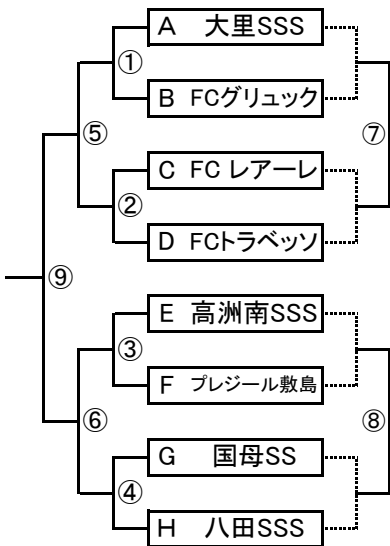 A 大里SSS
①
B FCグリュック
⑤
⑦
C FC レアーレ
②
D FCトラベッソ
⑨
E 高洲南SSS
③
F プレジール敷島
⑥
⑧
G 国母SS
④
H 八田SSS